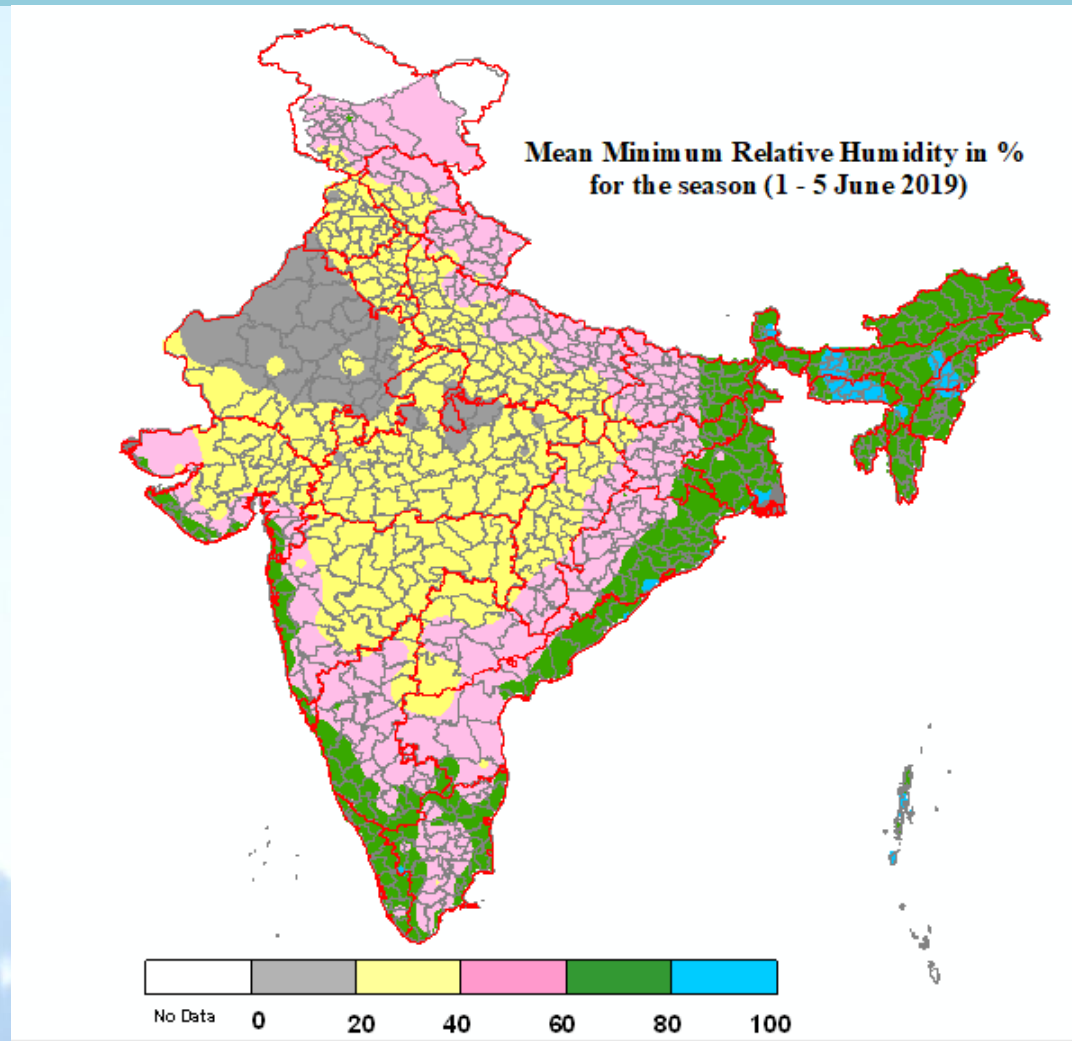 Mean Minimum Relative Humidity in %
for the season (1 - 5 June 2019)
No Data 0 20 40 60 80 100